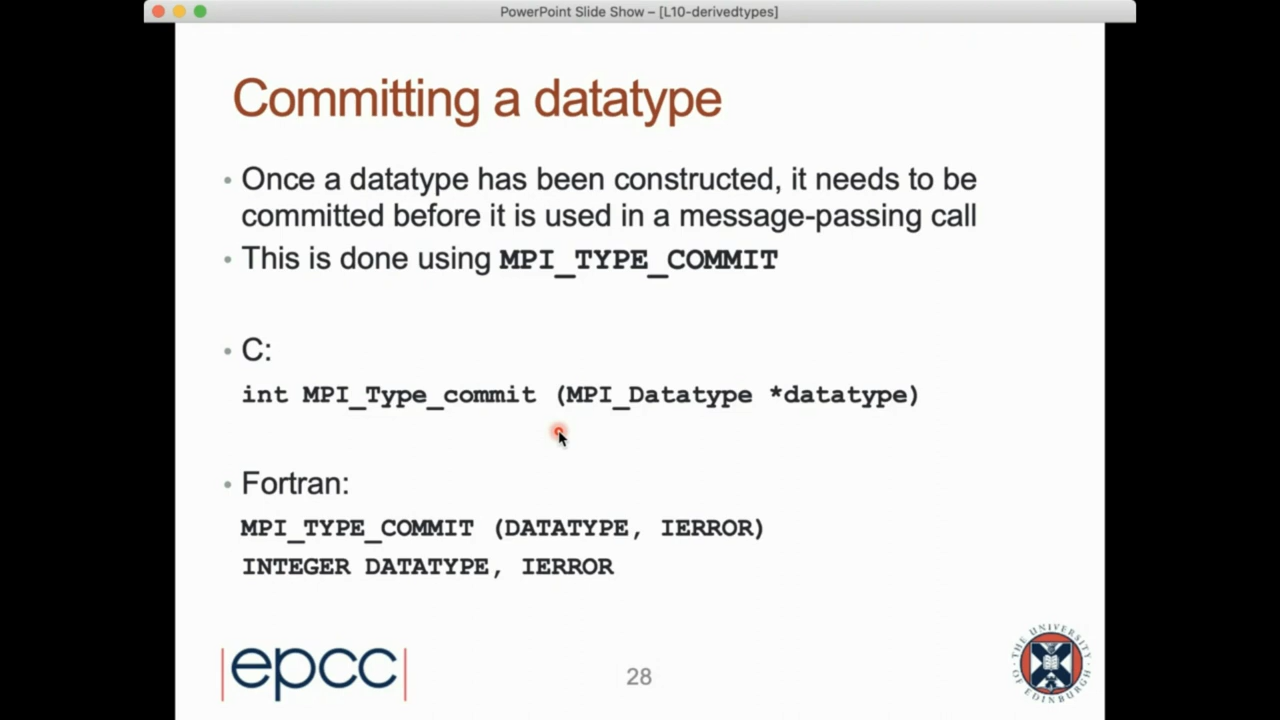 PowerPoint Slide Show – [L10-derivedtypes]
Committing a datatype
• Once a datatype has been constructed, it needs to be
committed before it is used in a message-passing call
• This is done using MPI_TYPE_COMMIT
• C:
int MPI_Type_commit (MPI_Datatype *datatype)
• Fortran:
MPI_TYPE_COMMIT (DATATYPE, IERROR)
INTEGER DATATYPE, IERROR
epcc
28
THE UNIVERSITY OF EDINBURGH